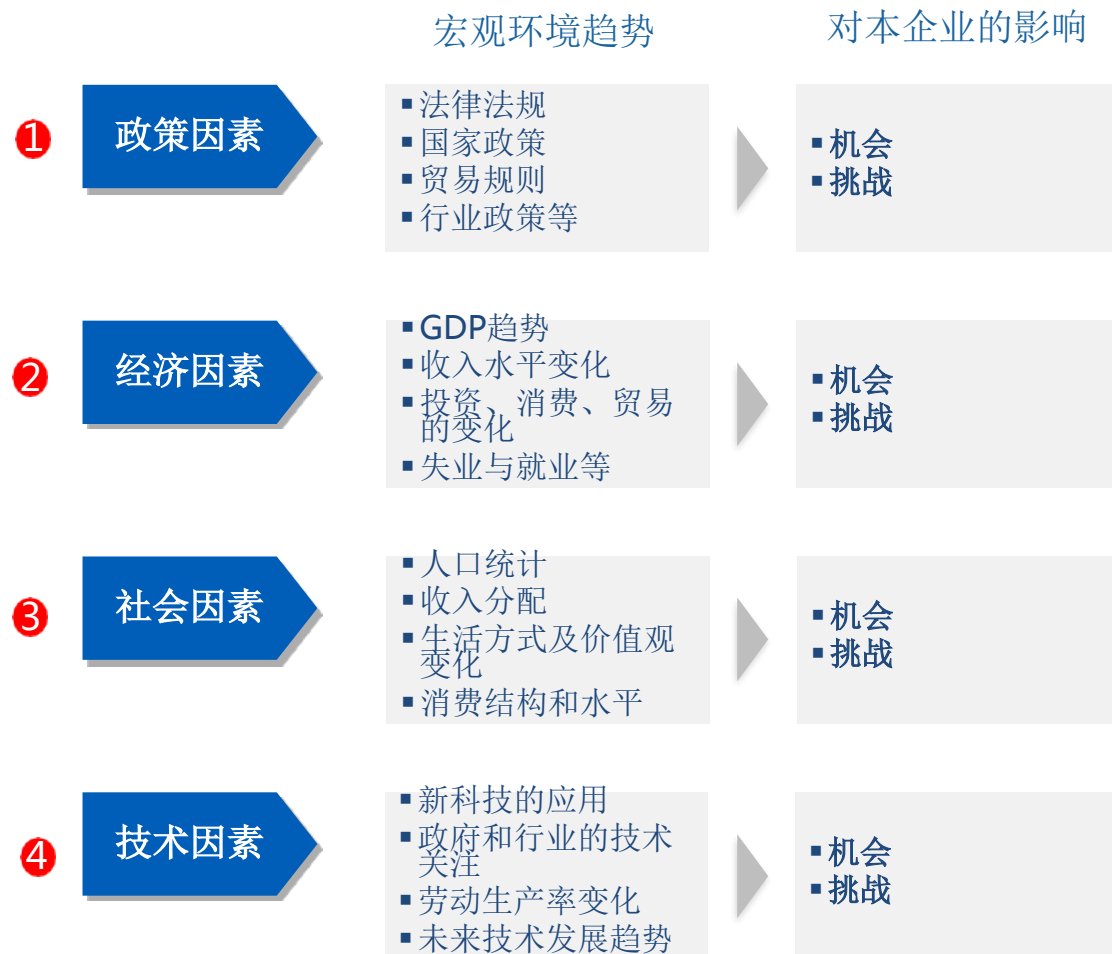 宏观环境趋势
对本企业的影响
1
政策因素
▪法律法规
▪国家政策
▪贸易规则
▪行业政策等
▪机会
▪挑战
2
经济因素
▪GDP趋势
▪收入水平变化
▪投资、消费、贸易
的变化
▪失业与就业等
▪机会
▪挑战
3
社会因素
▪人口统计
▪收入分配
▪生活方式及价值观
变化
▪消费结构和水平
▪机会
▪挑战
4
技术因素
▪新科技的应用
▪政府和行业的技术
关注
▪劳动生产率变化
▪未来技术发展趋势
▪机会
▪挑战